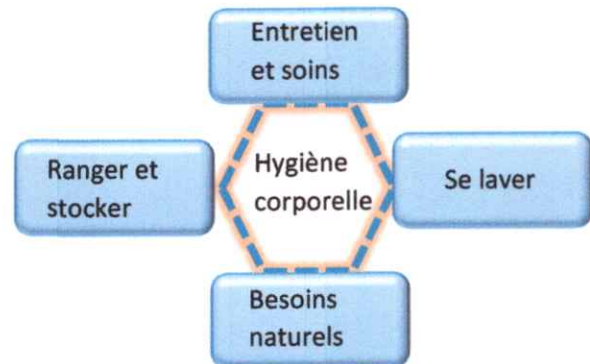 Entretien
et soins
Ranger et
stocker
Hygiène
corporelle
Se laver
Besoins
naturels